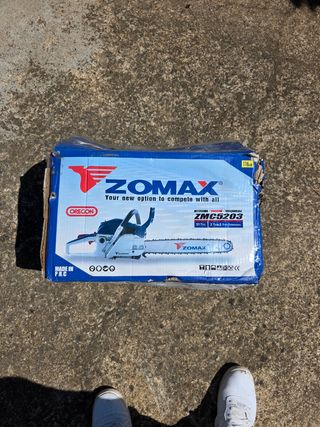 ZOMAX
Your new option to compete with all
OREGON
ZMC5203
ZOMAX
MADE IN
P R C